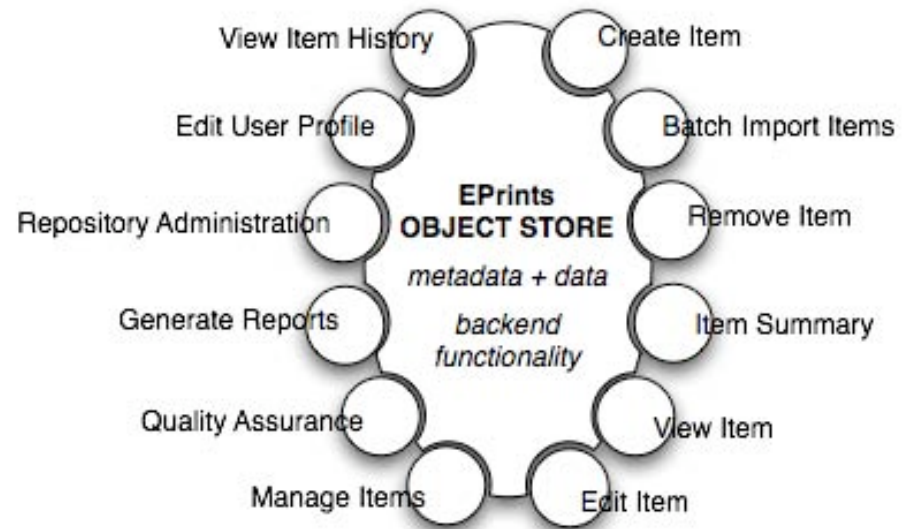 View Item History
Create Item
Edit User Profile
Batch Import Items
Repository Administration
EPrints
OBJECT STORE
Remove Item
metadata + data
Generate Reports
backend
functionality
Item Summary
Quality Assurance
View Item
Manage Items
Edit Item